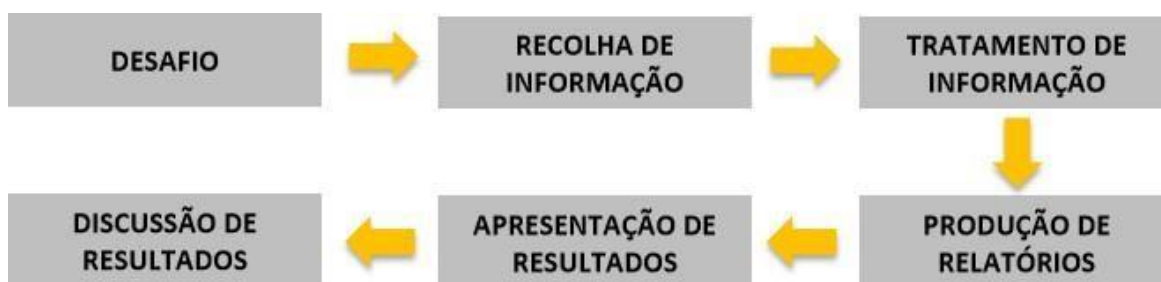 DESAFIO
RECOLHA DE
INFORMAÇÃO
TRATAMENTO DE
INFORMAÇÃO
PRODUÇÃO DE
RELATÓRIOS
APRESENTAÇÃO DE
RESULTADOS
DISCUSSÃO DE
RESULTADOS